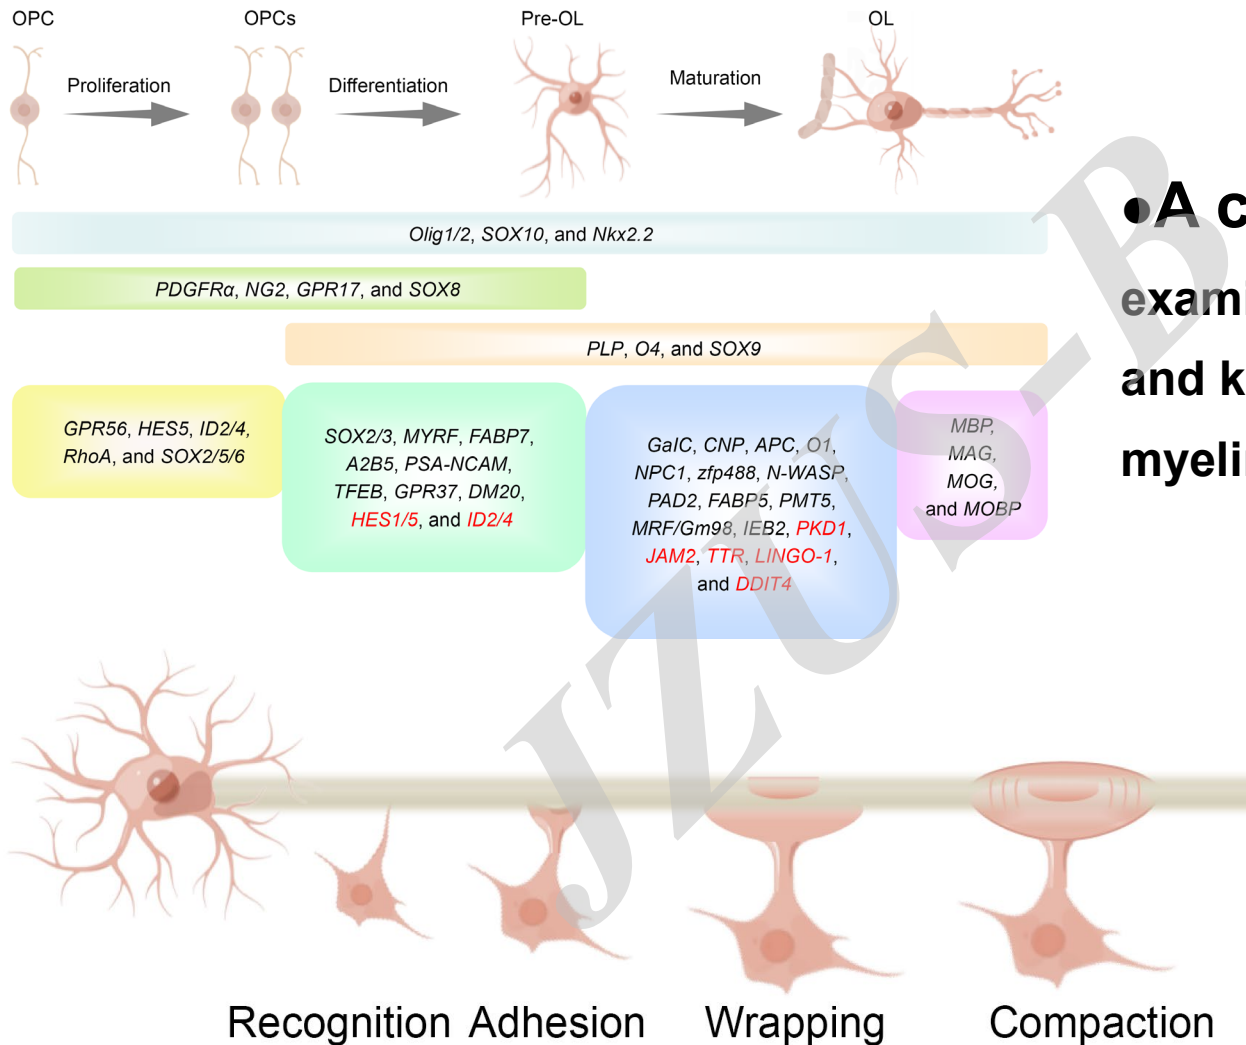 OPC
OPCs
Pre-OL
OL
Proliferation
Differentiation
Maturation
Olig1/2, SOX10, and Nkx2.2
PDGFRα, NG2, GPR17, and SOX8
PLP, O4, and SOX9
GPR56, HES5, ID2/4,
RhoA, and SOX2/5/6
SOX2/3, MYRF, FABP7,
A2B5, PSA-NCAM,
TFEB, GPR37, DM20,
HES1/5, and ID2/4
GalC, CNP, APC, O1,
NPC1, zfp488, N-WASP,
PAD2, FABP5, PMT5,
MRF/Gm98, IEB2, PKD1,
JAM2, TTR, LINGO-1,
and DDIT4
MBP,
MAG,
MOG,
and MOBP
•A c
exam
and k
myeli
JZUS-B
Recognition
Adhesion
Wrapping
Compaction